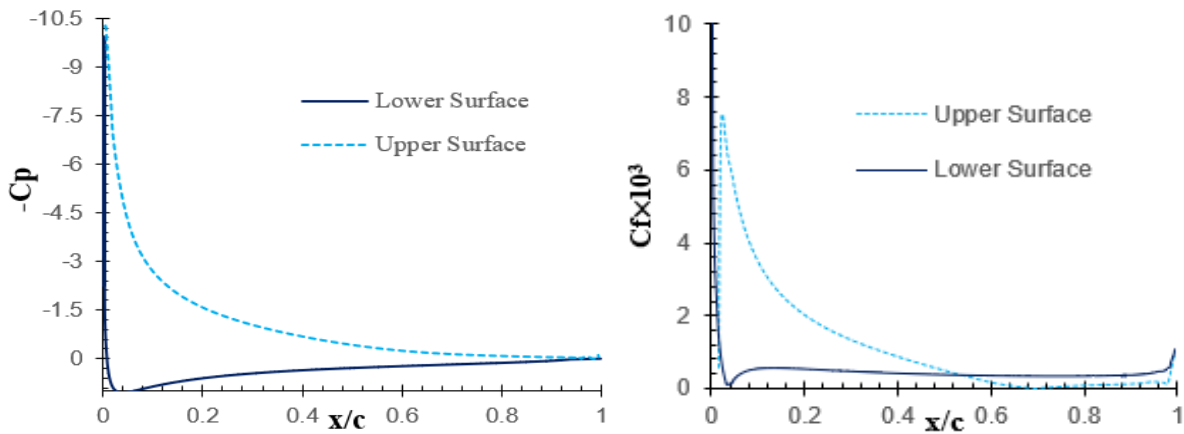 -10.5
-9
-7.5
-6
-4.5
-3
-1.5
0
-Cp
Lower Surface
Upper Surface
0 0.2 0.4 0.6 0.8 1
x/c
10
8
6
4
2
0
Cf×10³
Upper Surface
Lower Surface
0 0.2 0.4 0.6 0.8 1
x/c